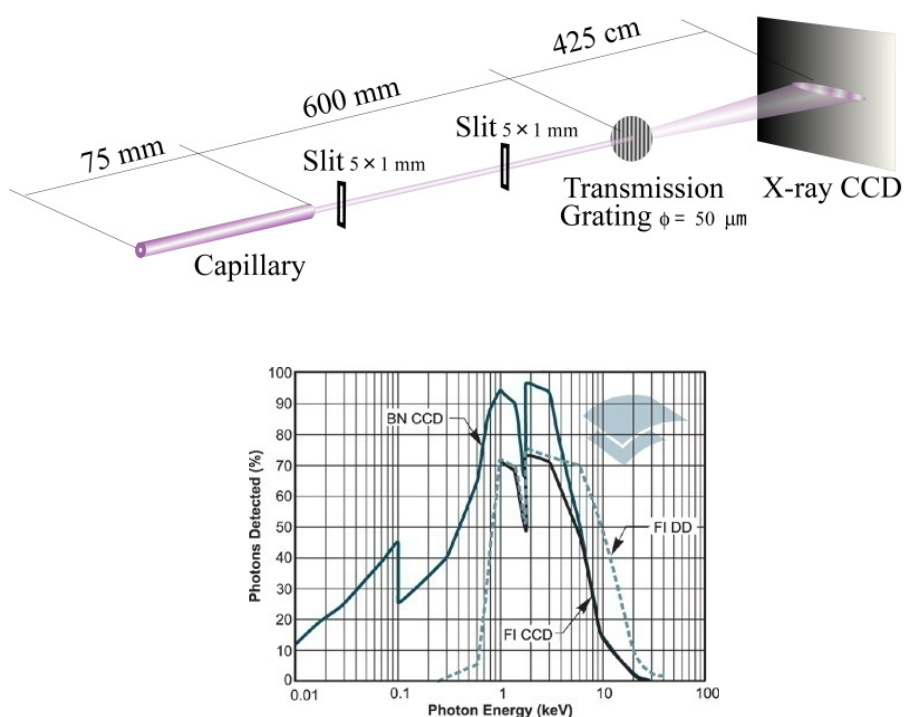 425 cm
600 mm
75 mm
Slit 5 × 1 mm
Slit 5 × 1 mm
Transmission
Grating ϕ = 50 μm
X-ray CCD
Capillary
100
90
80
70
60
50
40
30
20
10
0
Photons Detected (%)
BN CCD
FI DD
FI CCD
0.01
0.1
1
10
100
Photon Energy (keV)